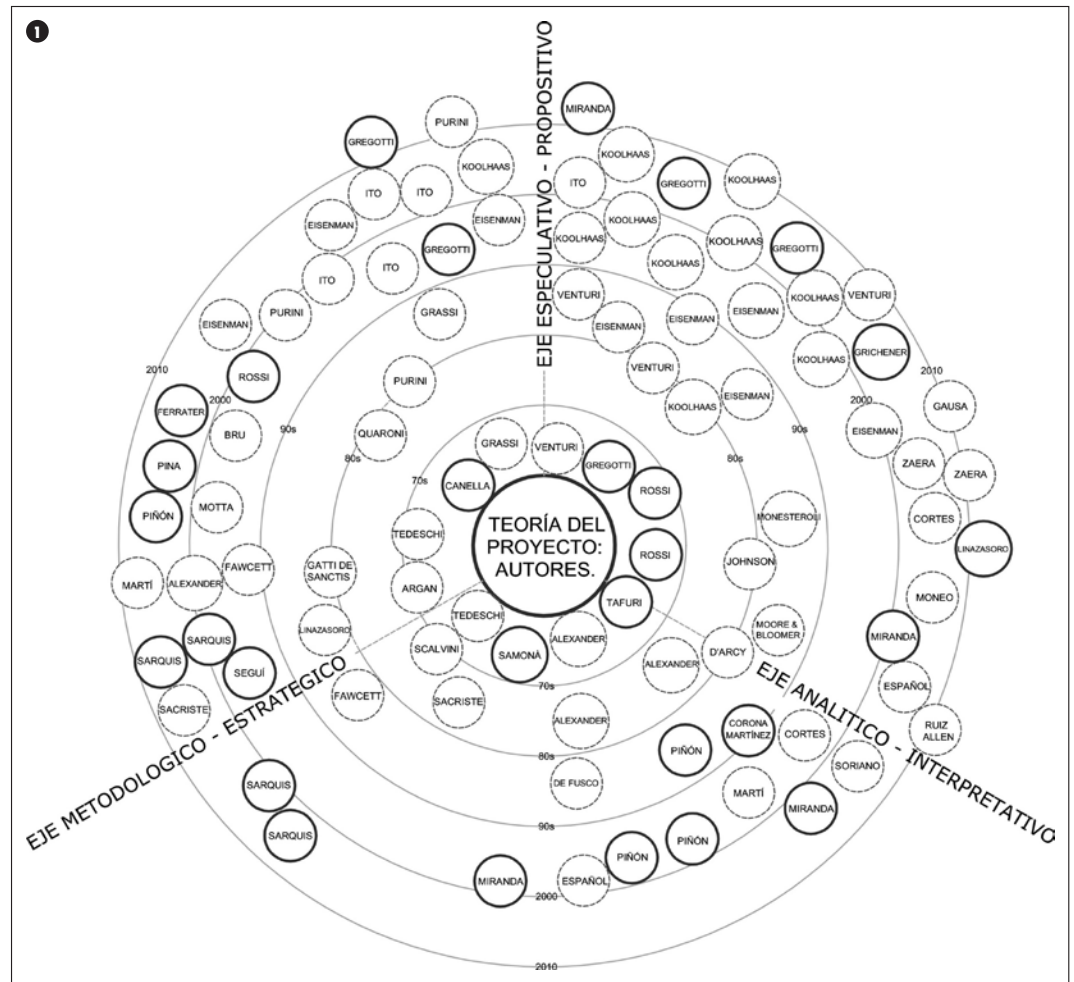 1
EJE ESPECULATIVO - PROPOSITIVO
EJE METODOLOGICO - ESTRATEGICO
EJE ANALITICO - INTERPRETATIVO
TEORÍA DEL
PROYECTO:
AUTORES.
MIRANDA
PURINI
GREGOTTI
KOOLHAAS
KOOLHAAS
ITO
ITO
ITO
GREGOTTI
KOOLHAAS
EISENMAN
EISENMAN
KOOLHAAS
KOOLHAAS
KOOLHAAS
GREGOTTI
GREGOTTI
ITO
ITO
KOOLHAAS
VENTURI
KOOLHAAS
VENTURI
EISENMAN
PURINI
GRASSI
EISENMAN
EISENMAN
EISENMAN
GRICHENER
KOOLHAAS
VENTURI
2010
ROSSI
PURINI
EISENMAN
KOOLHAAS
2010
2000
2000
FERRATER
GAUSA
BRU
90s
QUARONI
90s
EISENMAN
80s
80s
GRASSI
VENTURI
PINA
GREGOTTI
ZAERA
ZAERA
70s
CANELLA
ROSSI
MOTTA
PIÑÓN
MONESTEROLI
CORTES
TEDESCHI
LINAZASORO
ROSSI
JOHNSON
FAWCETT
GATTI DE
SANCTIS
MARTÍ
ALEXANDER
ARGAN
MONEO
TAFURI
TEDESCHI
LINAZASORO
MOORE &
BLOOMER
MIRANDA
SARQUIS
ALEXANDER
SCALVINI
SAMONÀ
D'ARCY
SARQUIS
ALEXANDER
SEGUÍ
70s
ESPAÑOL
FAWCETT
SACRISTE
SACRISTE
ALEXANDER
CORONA
MARTÍNEZ
CORTES
RUIZ
ALLEN
PIÑÓN
80s
SORIANO
DE FUSCO
SARQUIS
MARTÍ
MIRANDA
90s
SARQUIS
PIÑÓN
PIÑÓN
MIRANDA
ESPAÑOL
2000
2010